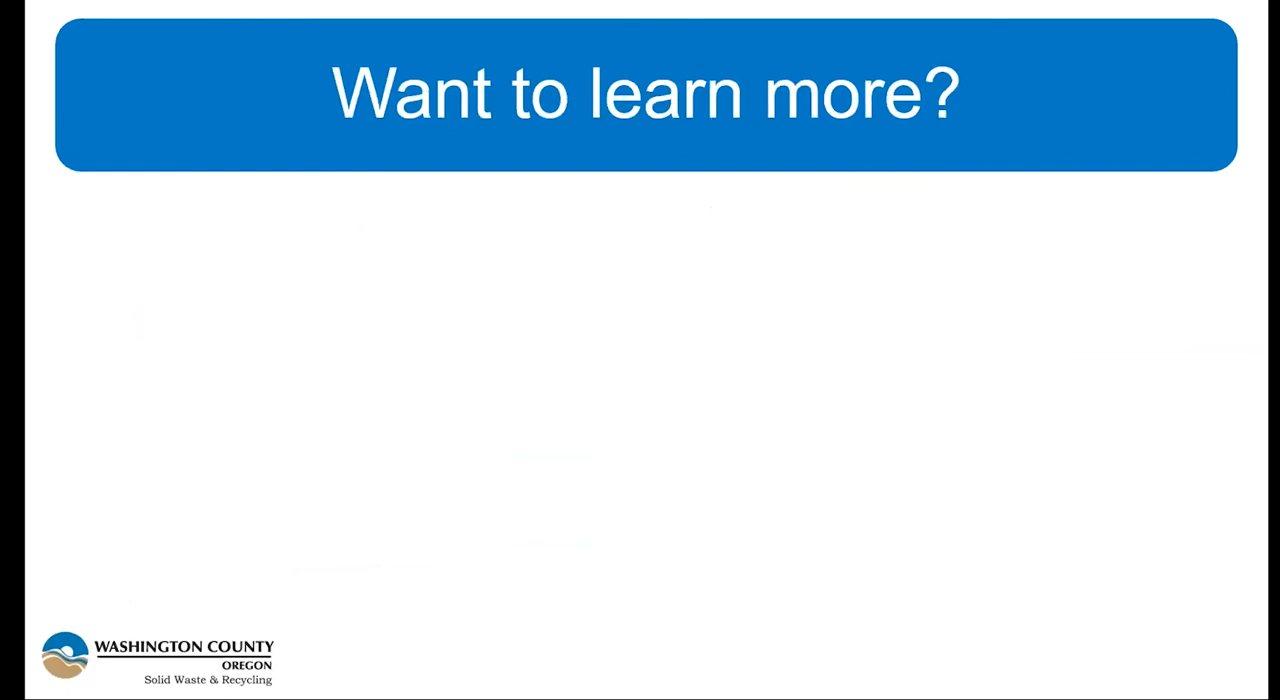 Want to learn more?
WASHINGTON COUNTY
OREGON
Solid Waste & Recycling